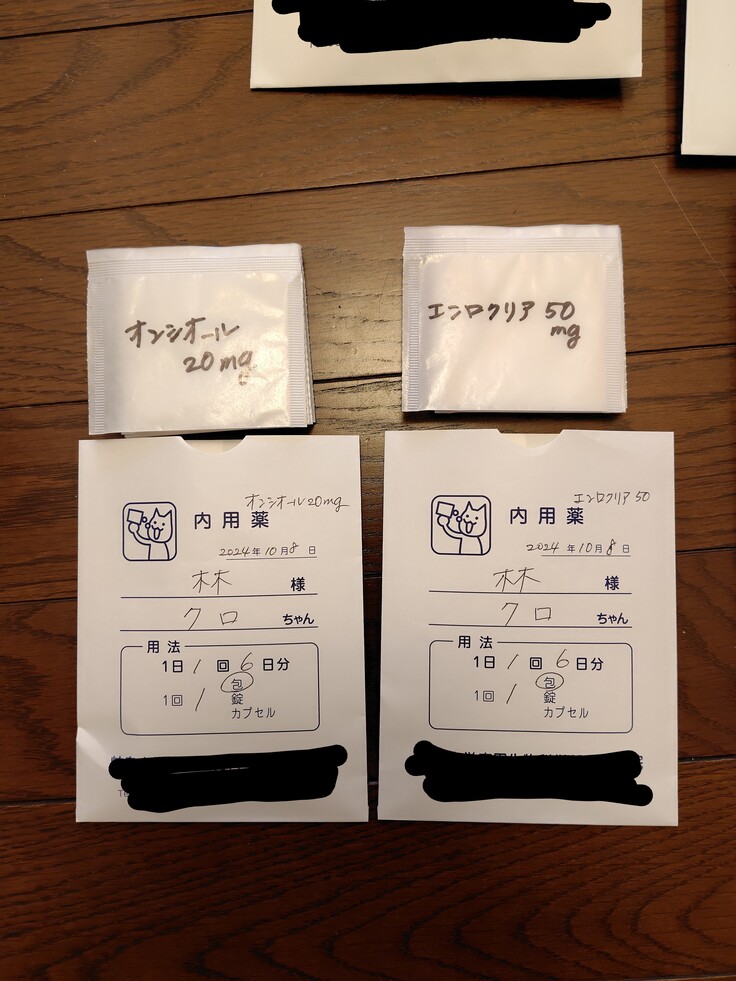 オンシオール
20mg
エンロクリア 50
mg
オンシオール20mg
内用薬
2024年10月8日
林 様
クロ ちゃん
用法
1日1回6日分
1回1包
錠
カプセル
エンロクリア 50
内用薬
2024年10月8日
林 様
クロ ちゃん
用法
1日1回6日分
1回1包
錠
カプセル